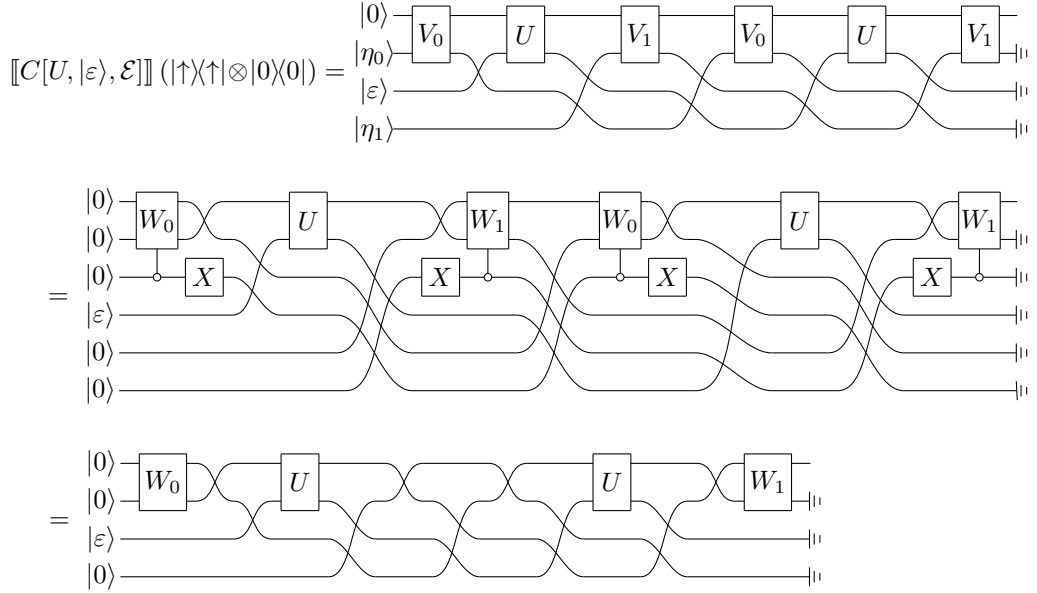 |0⟩ V₀ U V₁ V₀ U V₁
|η₀⟩
⟦C[U, |ε⟩, ℰ]⟧ (|↑⟩⟨↑|⊗|0⟩⟨0|) =
|ε⟩
|η₁⟩
|0⟩ W₀ U W₁ W₀ U W₁
|0⟩
|0⟩ X X X X
=
|ε⟩
|0⟩
|0⟩
|0⟩ W₀ U U W₁
|0⟩
=
|ε⟩
|0⟩